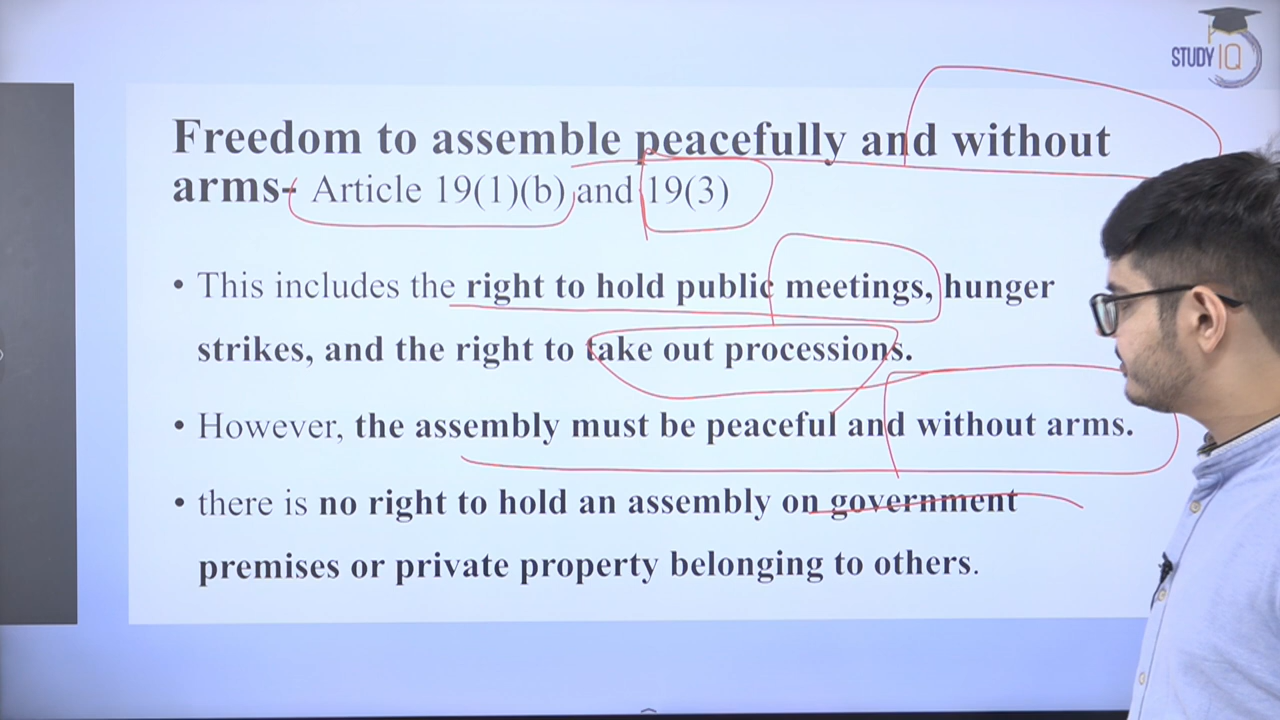 STUDY IQ
Freedom to assemble peacefully and without
arms- Article 19(1)(b) and 19(3)
• This includes the right to hold public meetings, hunger
strikes, and the right to take out processions.
• However, the assembly must be peaceful and without arms.
• there is no right to hold an assembly on government
premises or private property belonging to others.